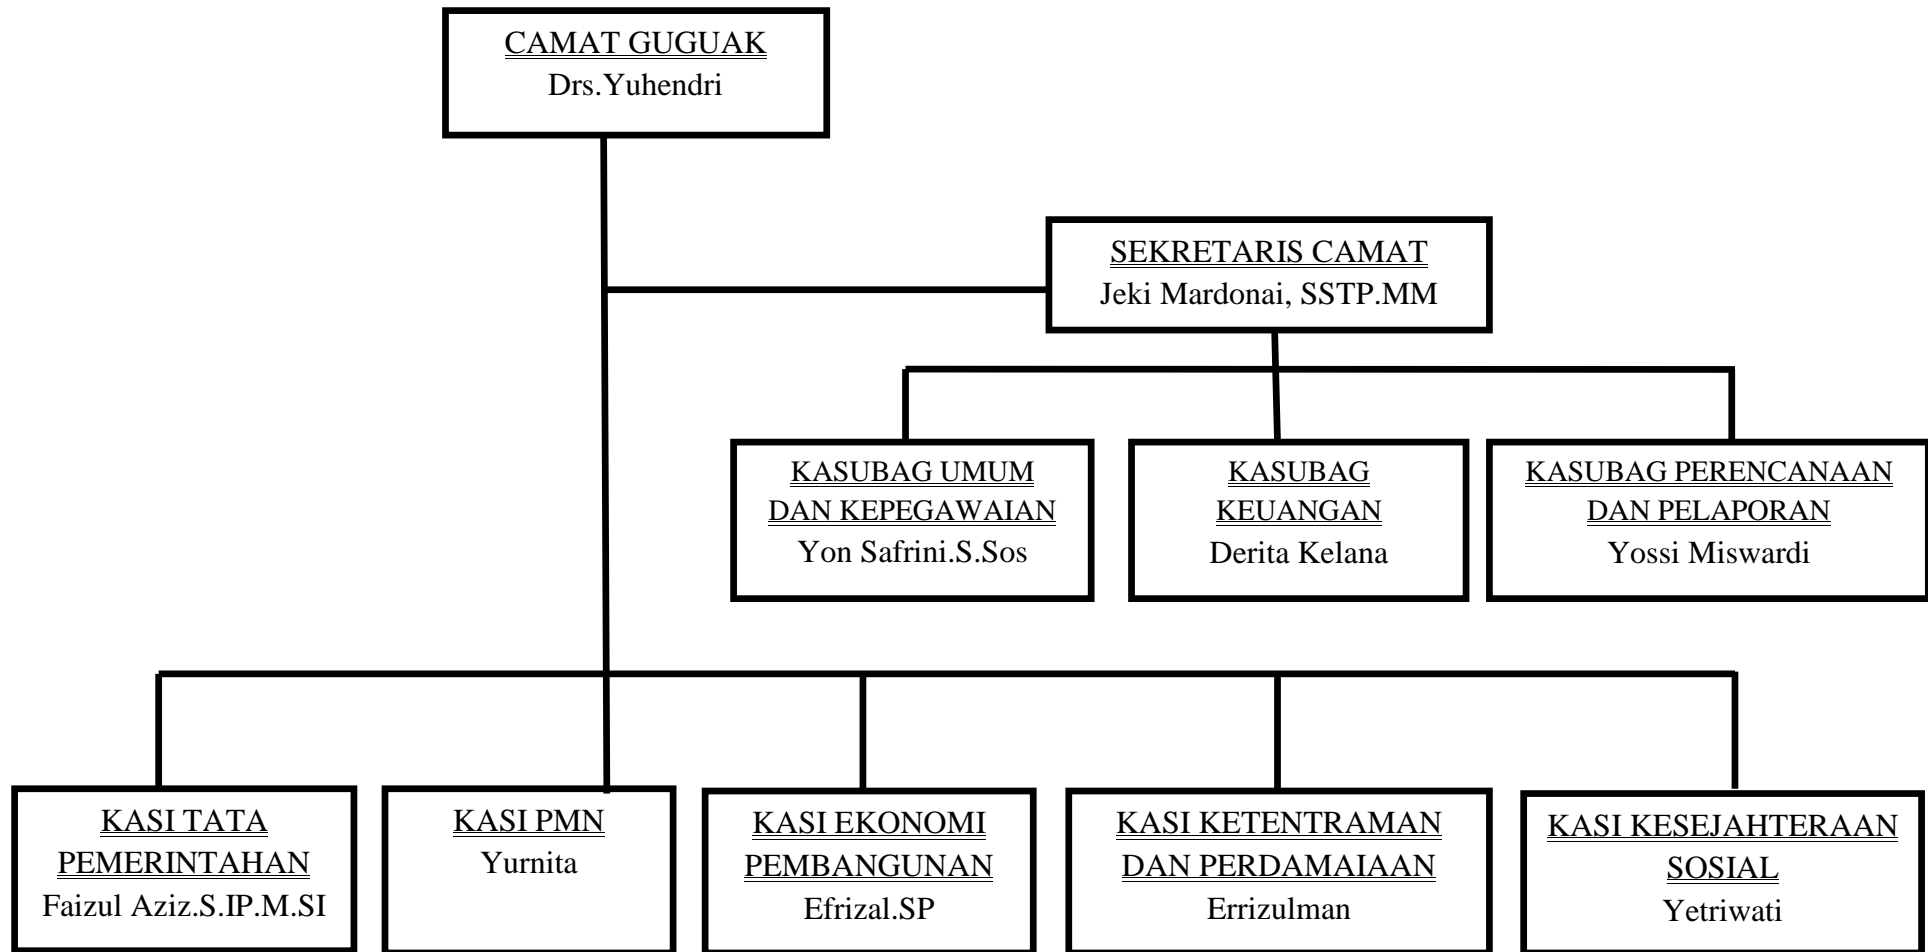 CAMAT GUGUAK
Drs.Yuhendri
SEKRETARIS CAMAT
Jeki Mardonai, SSTP.MM
KASUBAG UMUM
DAN KEPEGAWAIAN
Yon Safrini.S.Sos
KASUBAG
KEUANGAN
Derita Kelana
KASUBAG PERENCANAAN
DAN PELAPORAN
Yossi Miswardi
KASI TATA
PEMERINTAHAN
Faizul Aziz.S.IP.M.SI
KASI PMN
Yurnita
KASI EKONOMI
PEMBANGUNAN
Efrizal.SP
KASI KETENTRAMAN
DAN PERDAMAIAAN
Errizulman
KASI KESEJAHTERAAN
SOSIAL
Yetriwati